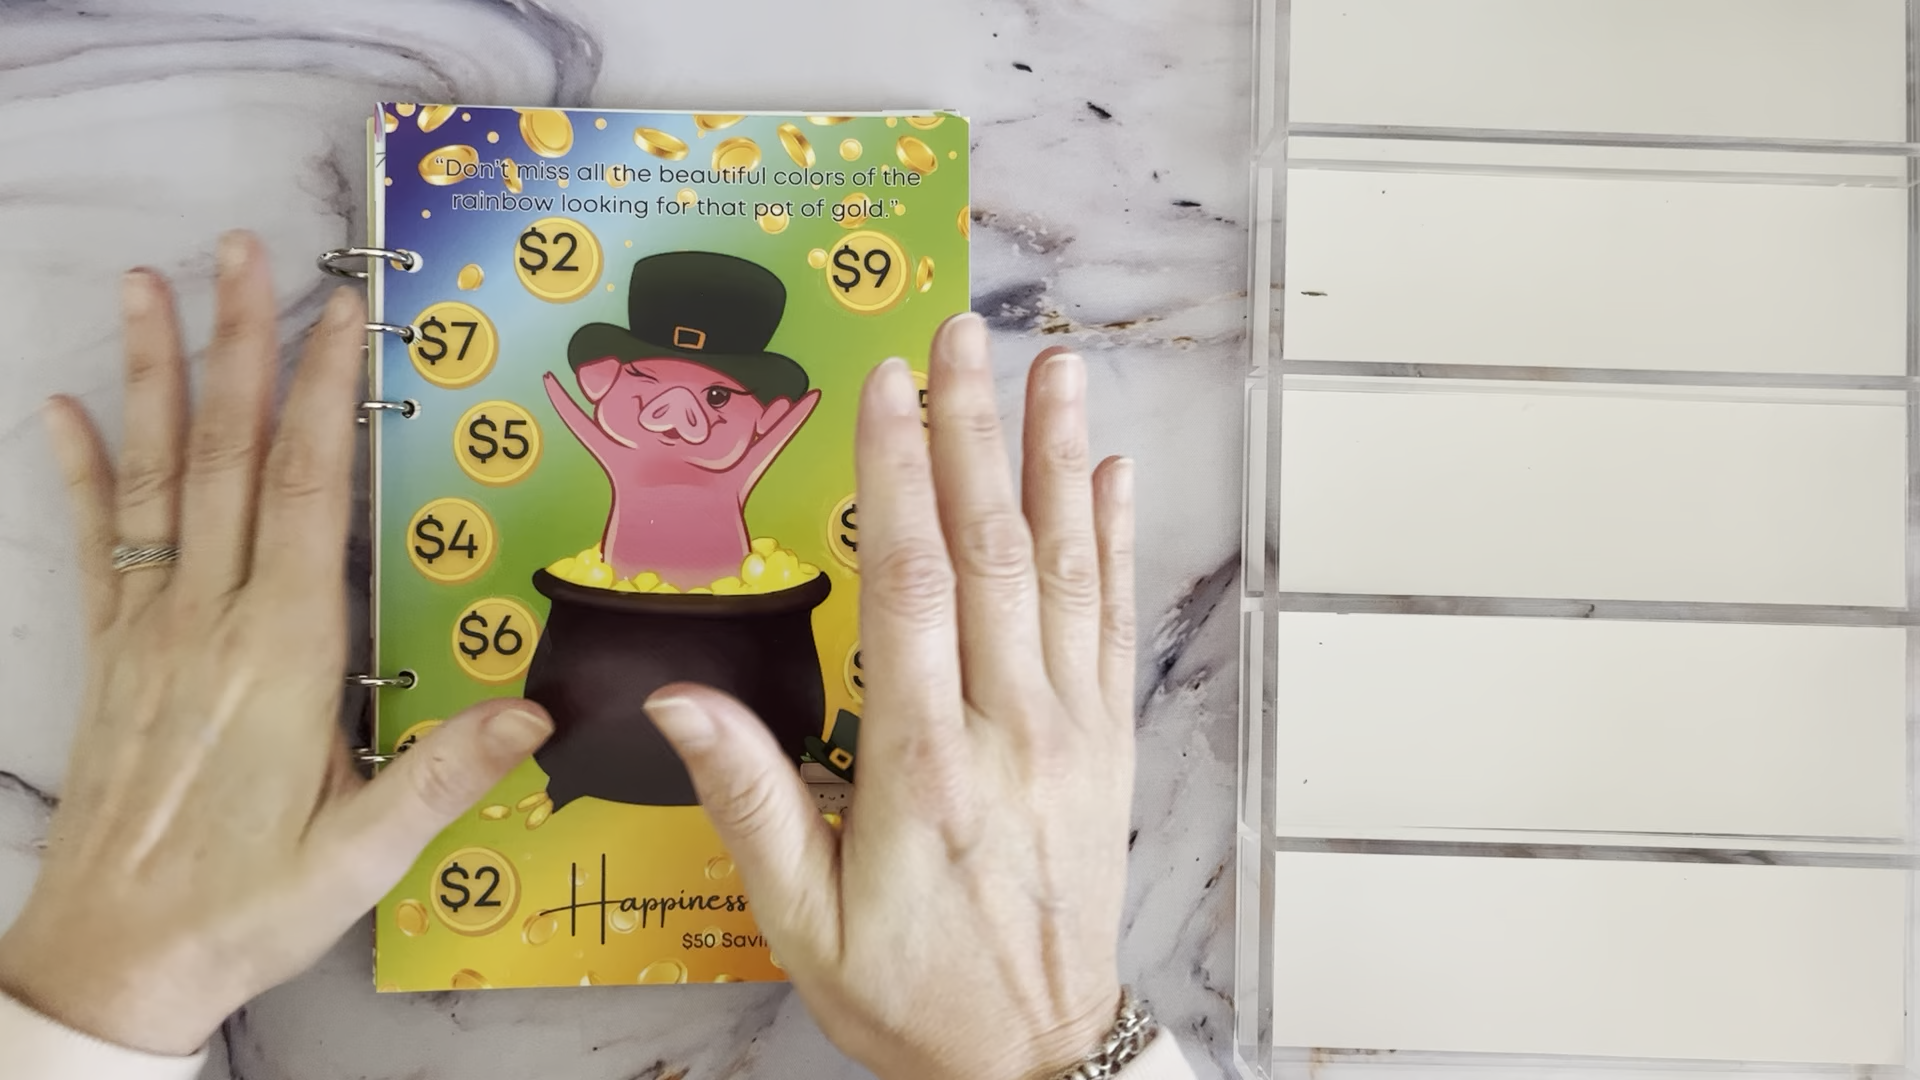 “Don't miss all the beautiful colors of the
rainbow looking for that pot of gold.”
$2
$9
$7
$5
$4
$6
$2
Happiness
$50